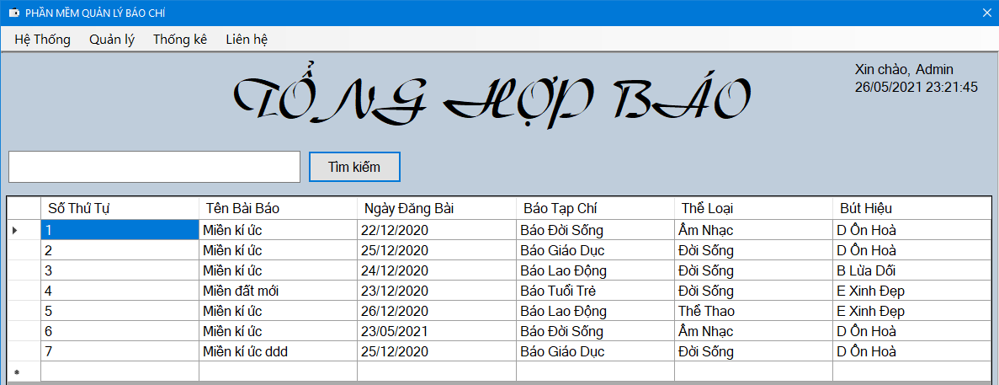 PHẦN MỀM QUẢN LÝ BÁO CHÍ
Hệ Thống Quản lý Thống kê Liên hệ
TỔNG HỢP BÁO
Xin chào, Admin
26/05/2021 23:21:45
Tìm kiếm
Số Thứ Tự Tên Bài Báo Ngày Đăng Bài Báo Tạp Chí Thể Loại Bút Hiệu
1 Miền kí ức 22/12/2020 Báo Đời Sống Âm Nhạc D Ôn Hoà
2 Miền kí ức 25/12/2020 Báo Giáo Dục Đời Sống D Ôn Hoà
3 Miền kí ức 24/12/2020 Báo Lao Động Đời Sống B Lừa Dối
4 Miền đất mới 23/12/2020 Báo Tuổi Trẻ Đời Sống E Xinh Đẹp
5 Miền kí ức 26/12/2020 Báo Lao Động Thể Thao E Xinh Đẹp
6 Miền kí ức 23/05/2021 Báo Đời Sống Âm Nhạc D Ôn Hoà
7 Miền kí ức ddd 25/12/2020 Báo Giáo Dục Đời Sống D Ôn Hoà